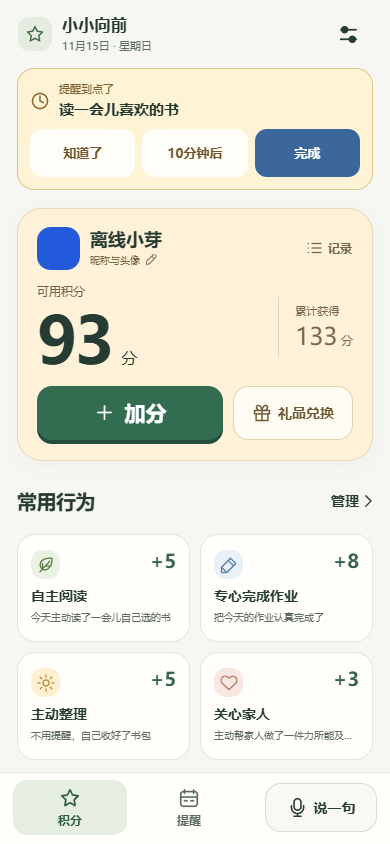 小小向前
11月15日 · 星期日
提醒到点了
读一会儿喜欢的书
知道了
10分钟后
完成
离线小芽
昵称与头像
记录
可用积分
93 分
累计获得
133 分
+ 加分
礼品兑换
常用行为
管理
+5
自主阅读
今天主动读了一会儿自己选的书
+8
专心完成作业
把今天的作业认真完成了
+5
主动整理
不用提醒，自己收好了书包
+3
关心家人
主动帮家人做了一件力所能及...
积分
提醒
说一句